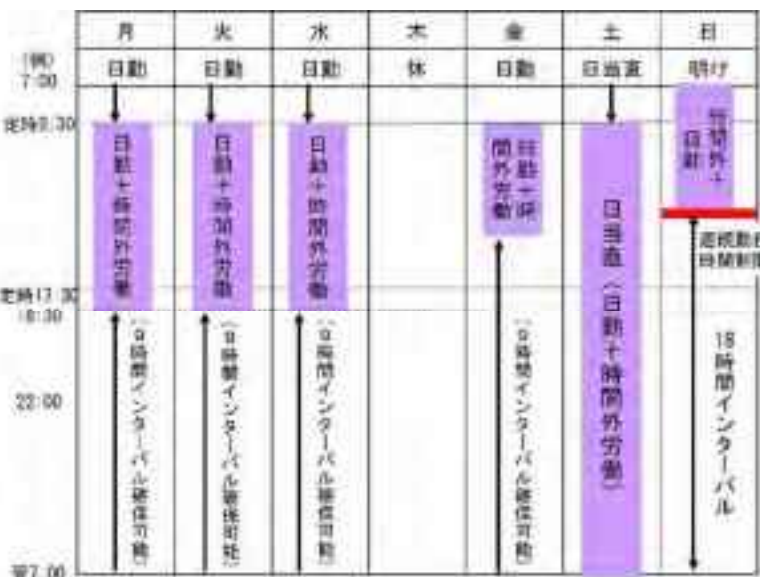 月 火 水 木 金 土 日
日勤 日勤 日勤 休 日勤 日当直 明け
7:00
日勤＋時間外労働
日勤＋時間外労働
日勤＋時間外労働
日勤＋時
間外労働
日当直（日勤＋時間外労働）
時間外＋
日勤
連続勤務
時間制限
定時17:30
18:30
22:00
（9時間インターバル確保可能）
（9時間インターバル確保可能）
（9時間インターバル確保可能）
（9時間インターバル確保可能）
18時間インターバル
翌7:00